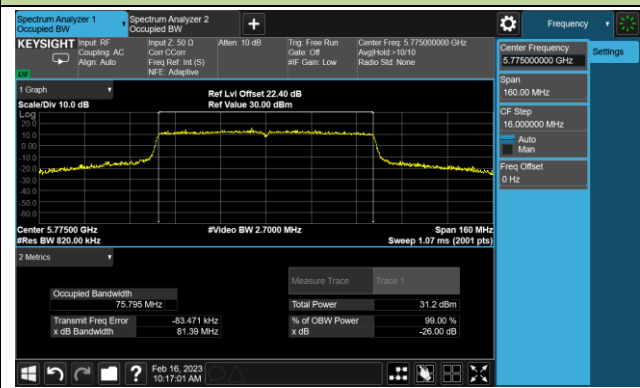 Spectrum Analyzer 1
Occupied BW
Spectrum Analyzer 2
Occupied BW
+
Frequency
KEYSIGHT
Input: RF
Coupling: AC
Align: Auto
Input Z: 50 Ω
Corr CCorr
Freq Ref: Int (S)
NFE: Adaptive
Atten: 10 dB
Trig: Free Run
Gate: Off
#IF Gain: Low
Center Freq: 5.775000000 GHz
Avg|Hold:>10/10
Radio Std: None
Center Frequency
5.775000000 GHz
Settings
Span
160.00 MHz
CF Step
16.000000 MHz
Auto
Man
Freq Offset
0 Hz
1 Graph
Scale/Div 10.0 dB
Ref Lvl Offset 22.40 dB
Ref Value 30.00 dBm
Log
20.0
10.0
0.00
-10.0
-20.0
-30.0
-40.0
-50.0
-60.0
Center 5.77500 GHz
#Res BW 820.00 kHz
#Video BW 2.7000 MHz
Span 160 MHz
Sweep 1.07 ms (2001 pts)
2 Metrics
Measure Trace
Trace 1
Occupied Bandwidth
75.795 MHz
Total Power
31.2 dBm
Transmit Freq Error
-83.471 kHz
% of OBW Power
99.00 %
x dB Bandwidth
81.39 MHz
x dB
-26.00 dB
?
Feb 16, 2023
10:17:01 AM